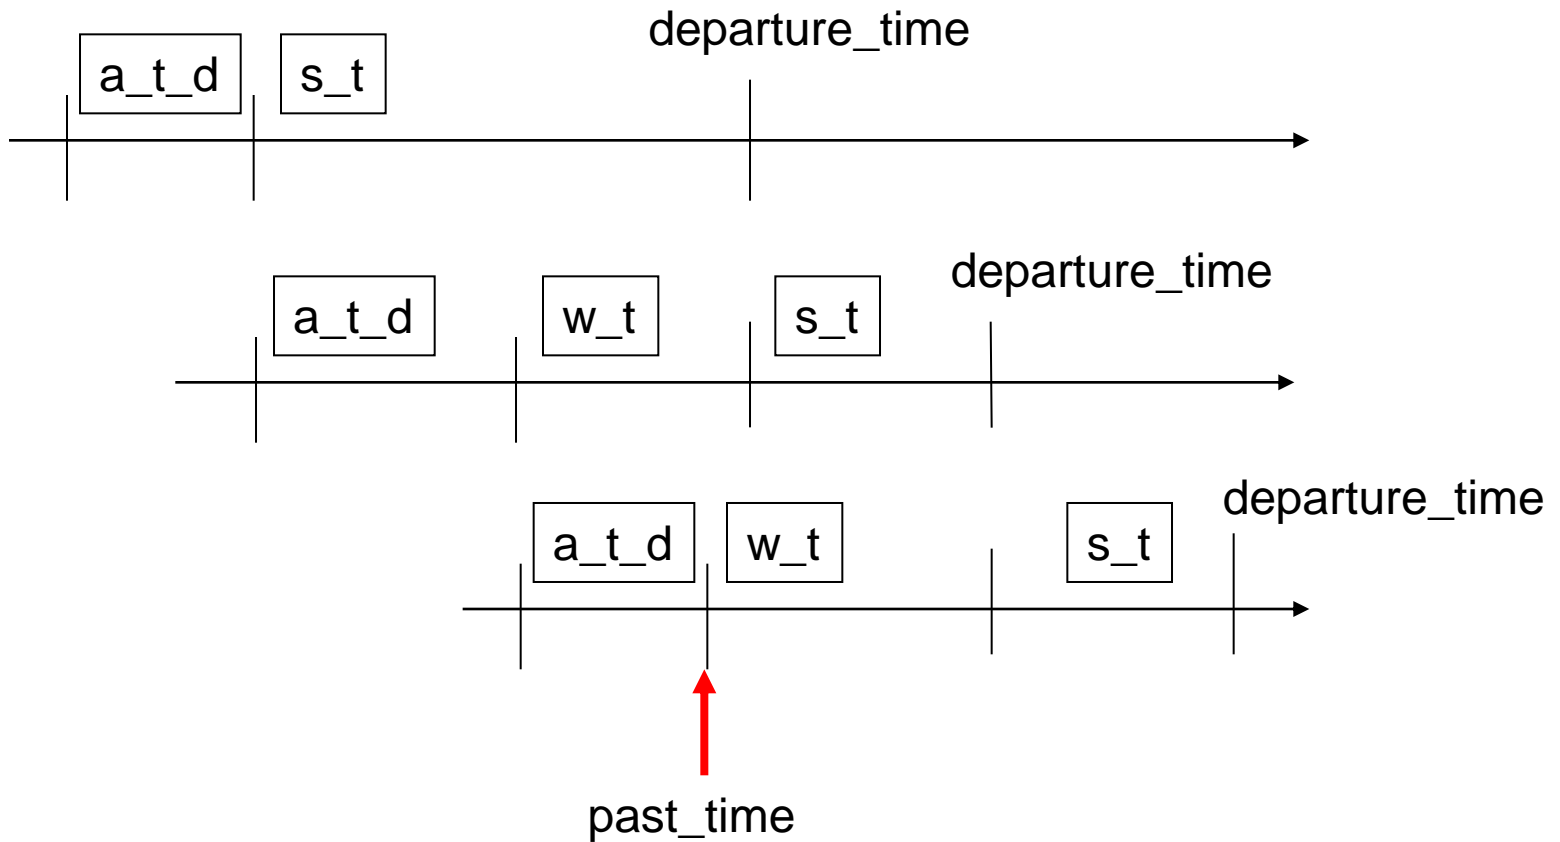 departure_time
a_t_d s_t
departure_time
a_t_d w_t s_t
departure_time
a_t_d w_t s_t
past_time